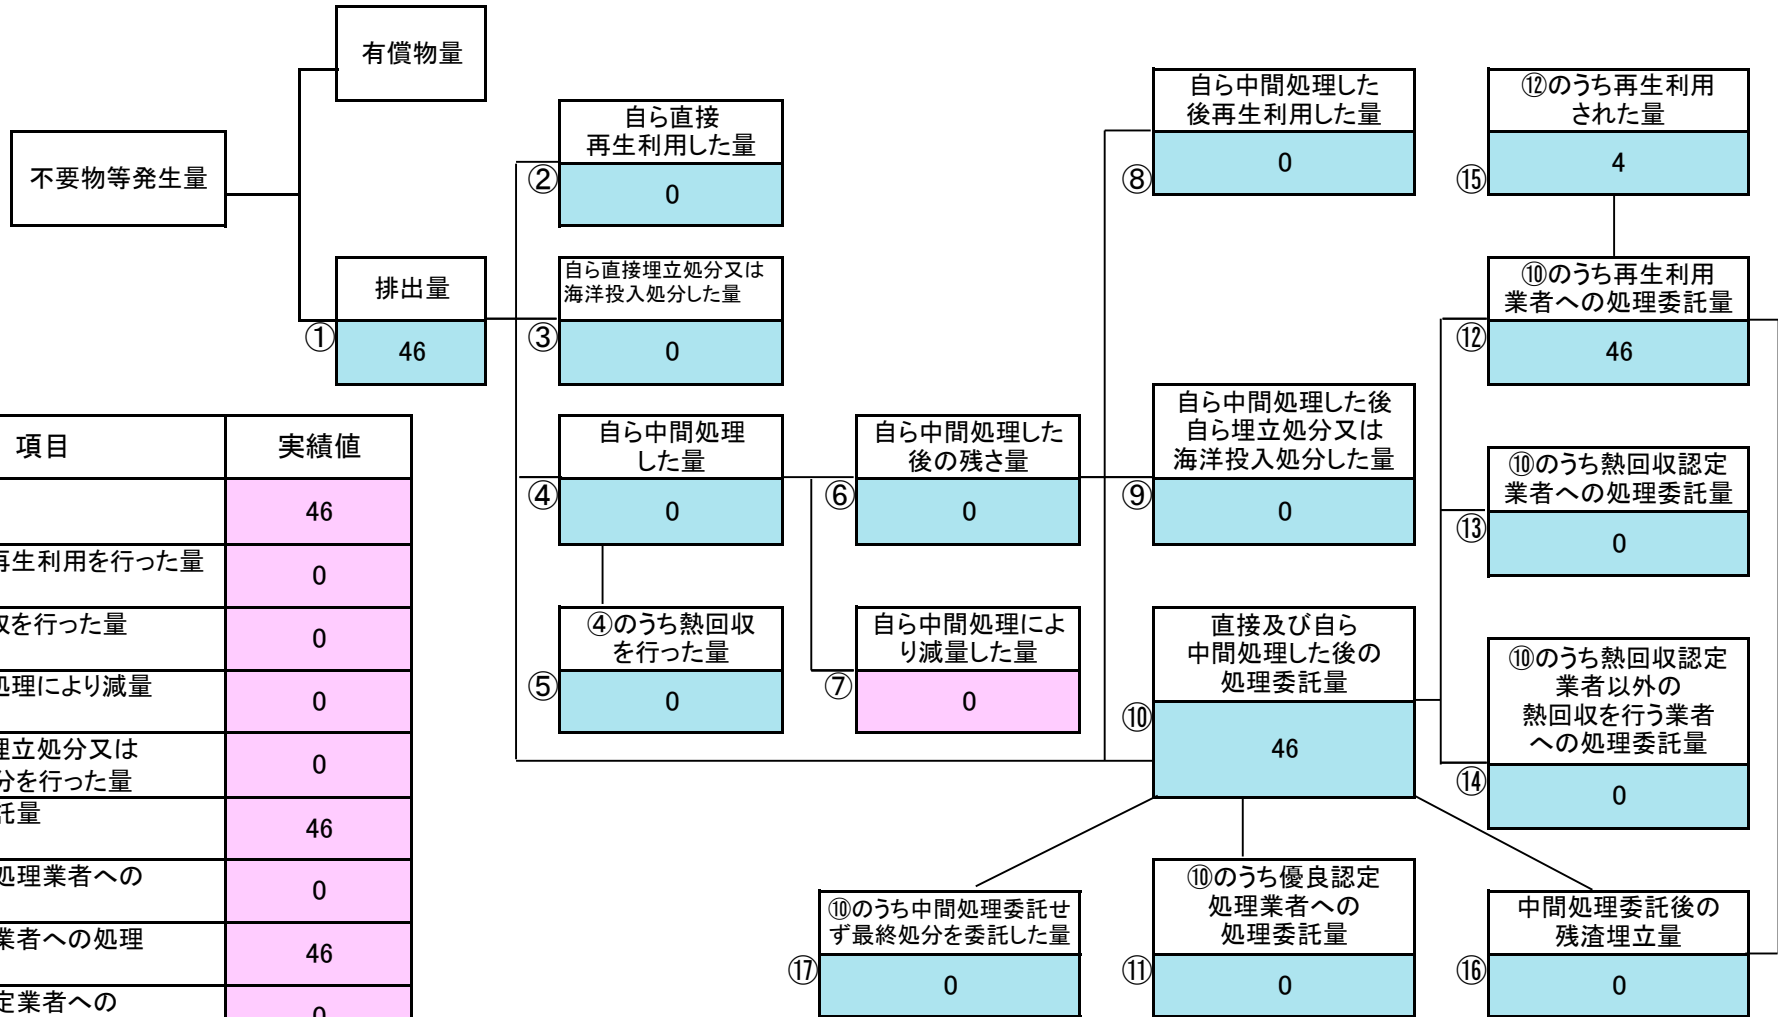 有償物量
不要物等発生量
排出量
①
46
自ら直接
再生利用した量
②
0
自ら直接埋立処分又は
海洋投入処分した量
③
0
自ら中間処理
した量
④
0
④のうち熱回収
を行った量
⑤
0
自ら中間処理した
後の残さ量
⑥
0
自ら中間処理によ
り減量した量
⑦
0
自ら中間処理した
後再生利用した量
⑧
0
自ら中間処理した後
自ら埋立処分又は
海洋投入処分した量
⑨
0
直接及び自ら
中間処理した後の
処理委託量
⑩
46
⑫のうち再生利用
された量
⑮
4
⑩のうち再生利用
業者への処理委託量
⑫
46
⑩のうち熱回収認定
業者への処理委託量
⑬
0
⑩のうち熱回収認定
業者以外の
熱回収を行う業者
への処理委託量
⑭
0
⑩のうち中間処理委託せ
ず最終処分を委託した量
⑰
0
⑩のうち優良認定
処理業者への
処理委託量
⑪
0
中間処理委託後の
残渣埋立量
⑯
0
項目 実績値
46
再生利用を行った量
0
収を行った量
0
処理により減量
0
埋立処分又は
分を行った量
0
託量
46
処理業者への
0
業者への処理
46
定業者への
0